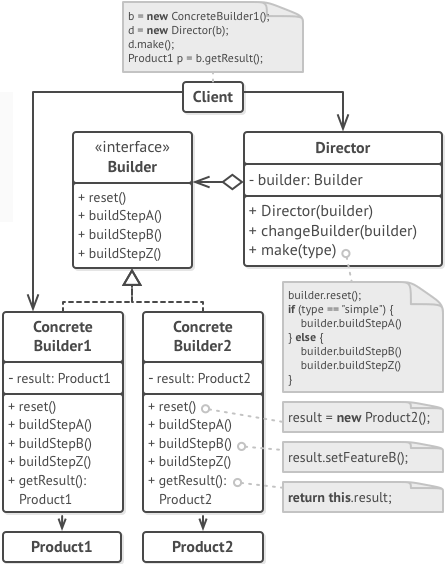 b = new ConcreteBuilder1();
d = new Director(b);
d.make();
Product1 p = b.getResult();
Client
«interface»
Builder
+ reset()
+ buildStepA()
+ buildStepB()
+ buildStepZ()
Director
- builder: Builder
+ Director(builder)
+ changeBuilder(builder)
+ make(type)
builder.reset();
if (type == "simple") {
builder.buildStepA()
} else {
builder.buildStepB()
builder.buildStepZ()
}
Concrete
Builder1
- result: Product1
+ reset()
+ buildStepA()
+ buildStepB()
+ buildStepZ()
+ getResult():
Product1
Concrete
Builder2
- result: Product2
+ reset()
+ buildStepA()
+ buildStepB()
+ buildStepZ()
+ getResult():
Product2
result = new Product2();
result.setFeatureB();
return this.result;
Product1
Product2